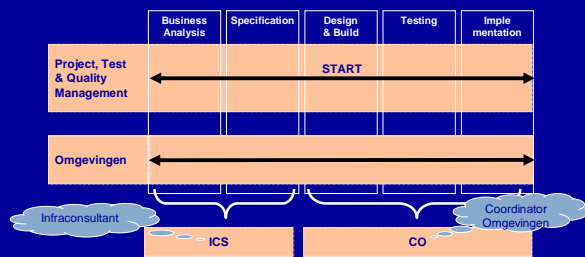 Business Analysis
Specification
Design & Build
Testing
Imple mentation
Project, Test & Quality Management
START
Omgevingen
Infraconsultant
Coordinator Omgevingen
ICS
CO